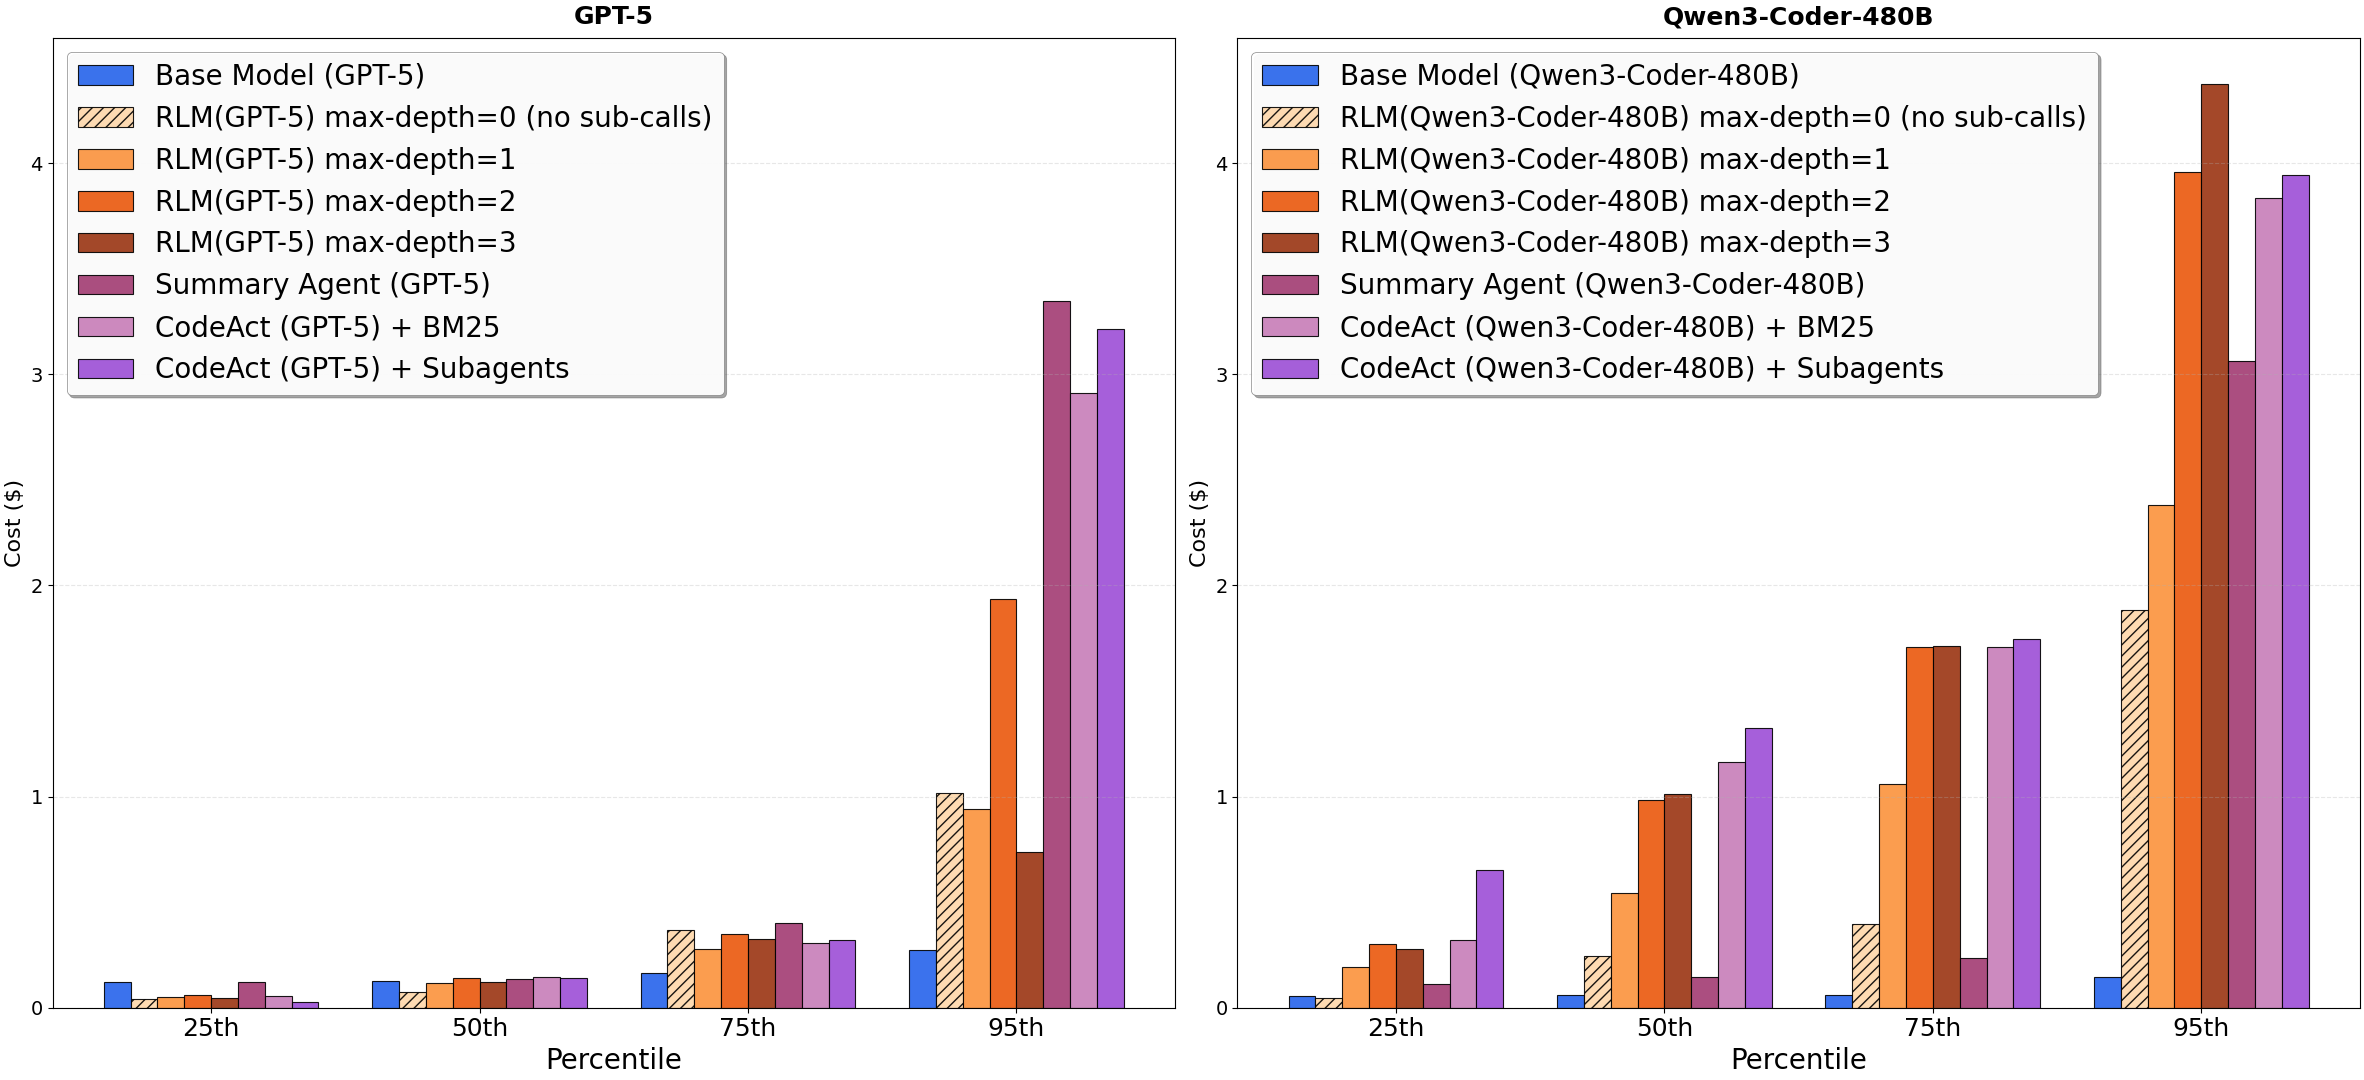 GPT-5
Base Model (GPT-5)
RLM(GPT-5) max-depth=0 (no sub-calls)
RLM(GPT-5) max-depth=1
RLM(GPT-5) max-depth=2
RLM(GPT-5) max-depth=3
Summary Agent (GPT-5)
CodeAct (GPT-5) + BM25
CodeAct (GPT-5) + Subagents
Cost ($)
4
3
2
1
0
25th 50th 75th 95th
Percentile
Qwen3-Coder-480B
Base Model (Qwen3-Coder-480B)
RLM(Qwen3-Coder-480B) max-depth=0 (no sub-calls)
RLM(Qwen3-Coder-480B) max-depth=1
RLM(Qwen3-Coder-480B) max-depth=2
RLM(Qwen3-Coder-480B) max-depth=3
Summary Agent (Qwen3-Coder-480B)
CodeAct (Qwen3-Coder-480B) + BM25
CodeAct (Qwen3-Coder-480B) + Subagents
Cost ($)
4
3
2
1
0
25th 50th 75th 95th
Percentile